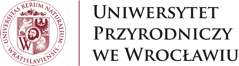 UNIVERSITAS RERUM NATURALIUM
WRATISLAVIENSIS
UNIWERSYTET
PRZYRODNICZY
WE WROCŁAWIU